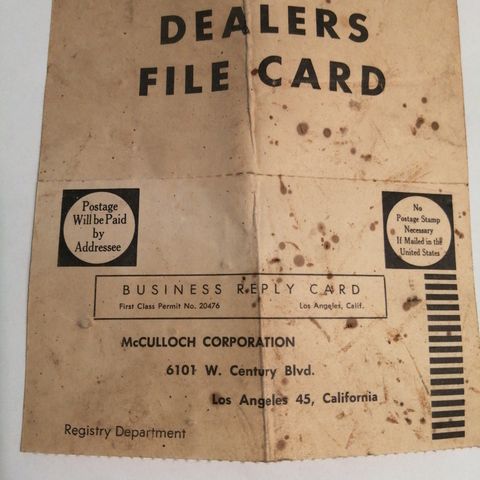 DEALERS
FILE CARD
Postage
Will be Paid
by
Addressee
No
Postage Stamp
Necessary
If Mailed in the
United States
BUSINESS REPLY CARD
First Class Permit No. 20476 Los Angeles, Calif.
McCULLOCH CORPORATION
6101 W. Century Blvd.
Los Angeles 45, California
Registry Department